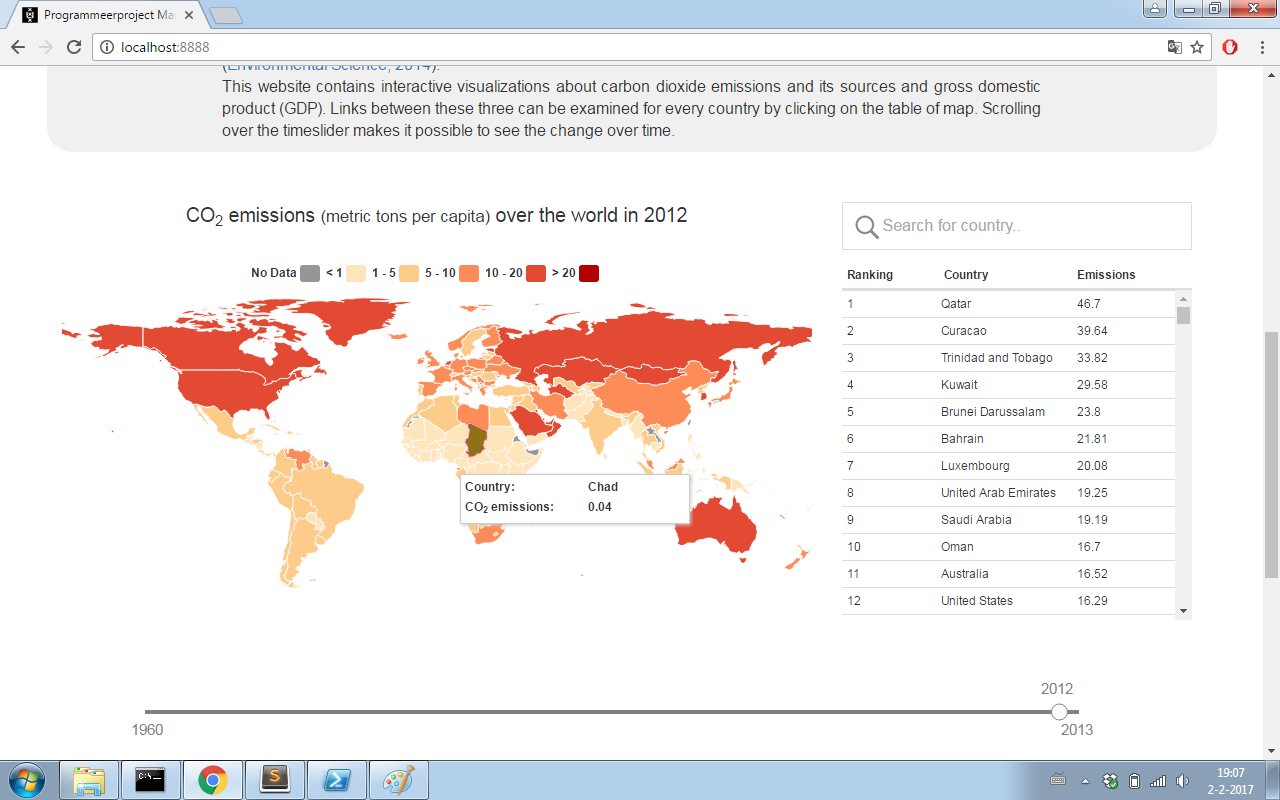 Programmeerproject Ma
localhost:8888
(Environmental Science, 2014).
This website contains interactive visualizations about carbon dioxide emissions and its sources and gross domestic
product (GDP). Links between these three can be examined for every country by clicking on the table of map. Scrolling
over the timeslider makes it possible to see the change over time.
CO2 emissions (metric tons per capita) over the world in 2012
No Data < 1 1 - 5 5 - 10 10 - 20 > 20
Country: Chad
CO2 emissions: 0.04
Search for country..
Ranking Country Emissions
1 Qatar 46.7
2 Curacao 39.64
3 Trinidad and Tobago 33.82
4 Kuwait 29.58
5 Brunei Darussalam 23.8
6 Bahrain 21.81
7 Luxembourg 20.08
8 United Arab Emirates 19.25
9 Saudi Arabia 19.19
10 Oman 16.7
11 Australia 16.52
12 United States 16.29
2012
1960 2013
C:\_
S
19:07
2-2-2017